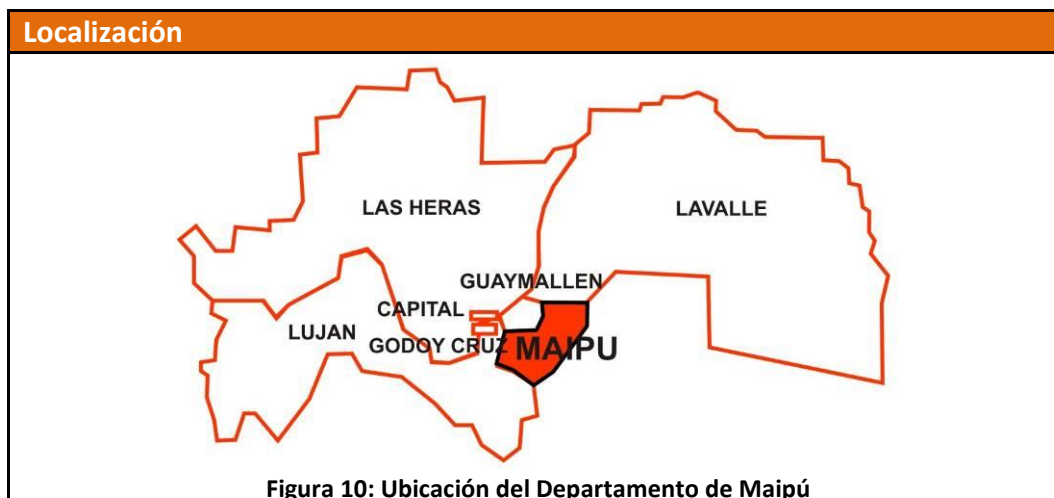 Localización
LAS HERAS
LAVALLE
GUAYMALLEN
CAPITAL
LUJAN
GODOY CRUZ
MAIPU
Figura 10: Ubicación del Departamento de Maipú